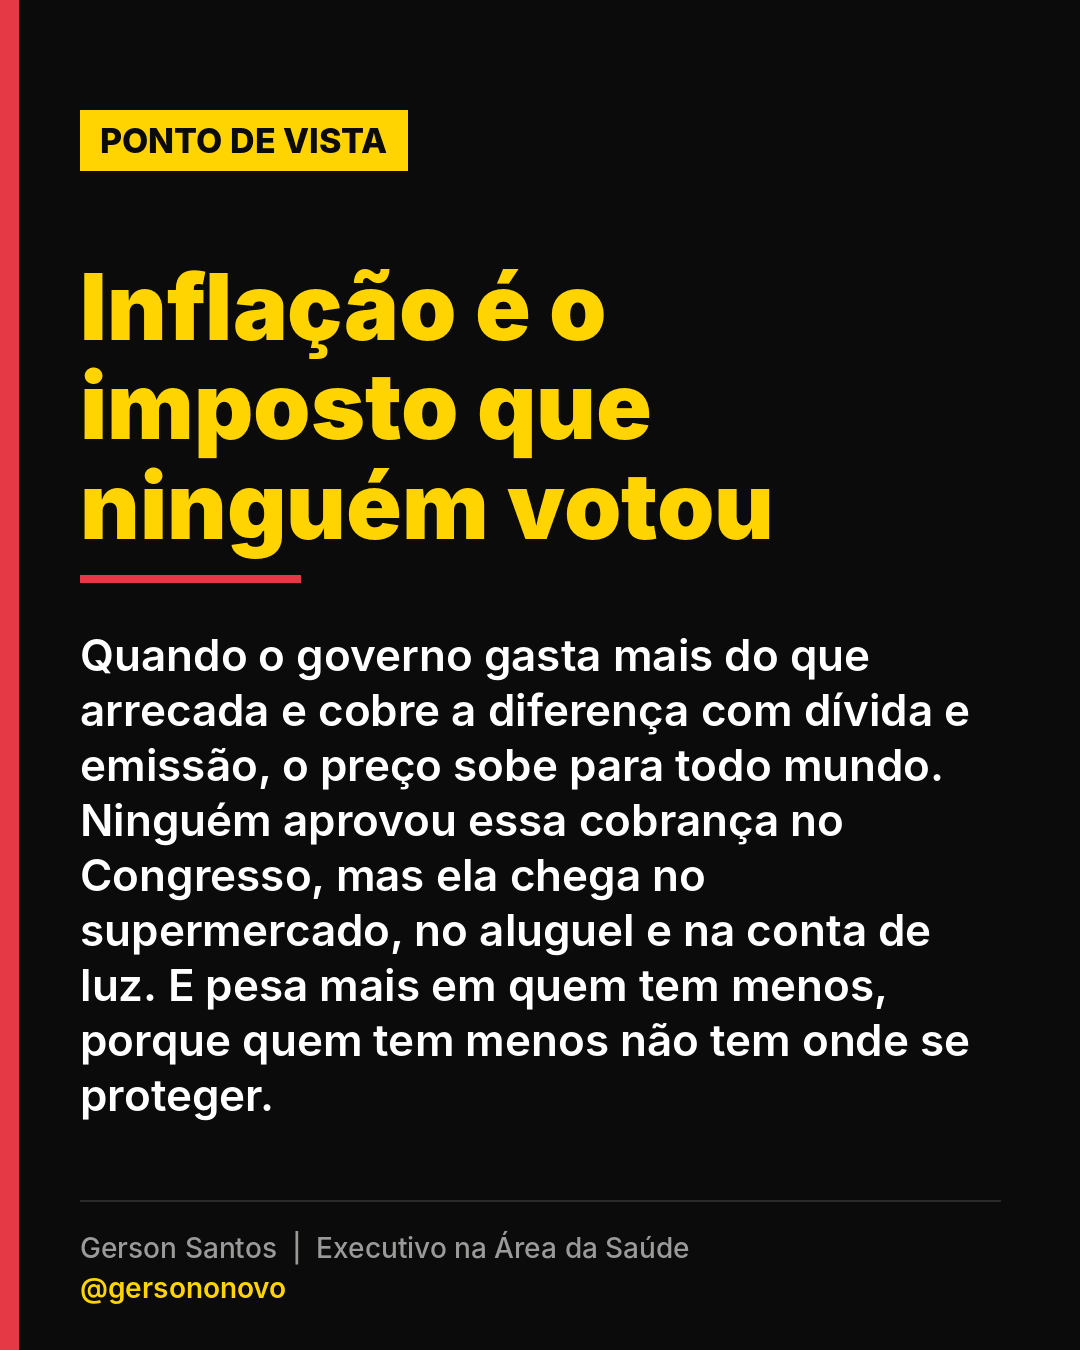 PONTO DE VISTA
Inflação é o
imposto que
ninguém votou
Quando o governo gasta mais do que
arrecada e cobre a diferença com dívida e
emissão, o preço sobe para todo mundo.
Ninguém aprovou essa cobrança no
Congresso, mas ela chega no
supermercado, no aluguel e na conta de
luz. E pesa mais em quem tem menos,
porque quem tem menos não tem onde se
proteger.
Gerson Santos | Executivo na Área da Saúde
@gersononovo